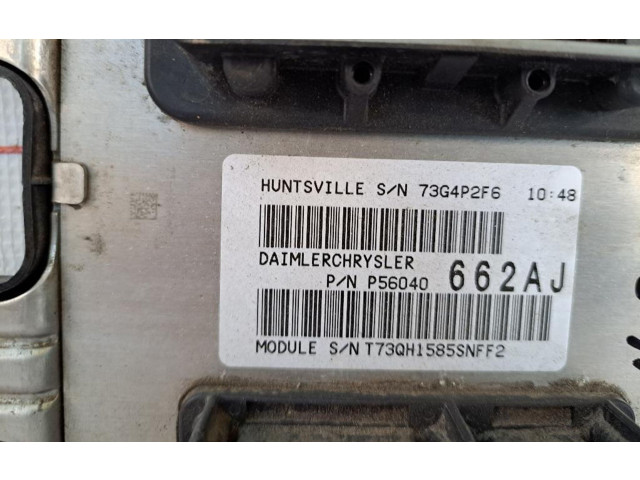 HUNTSVILLE S/N 73G4P2F6 10:48
DAIMLERCHRYSLER
P/N P56040 662AJ
MODULE S/N T73QH1585SNFF2